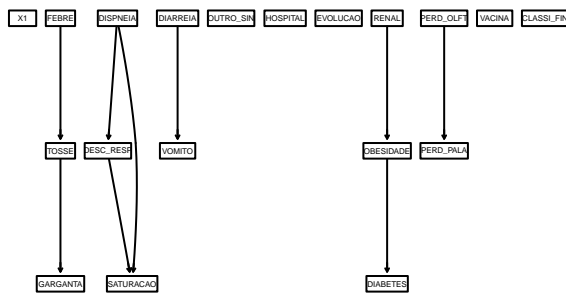 X1 FEBRE DISPNEIA DIARREIA OUTRO_SIN HOSPITAL EVOLUCAO RENAL PERD_OLFT VACINA CLASSI_FIN
TOSSE DESC_RESP VOMITO OBESIDADE PERD_PALA
GARGANTA SATURACAO DIABETES